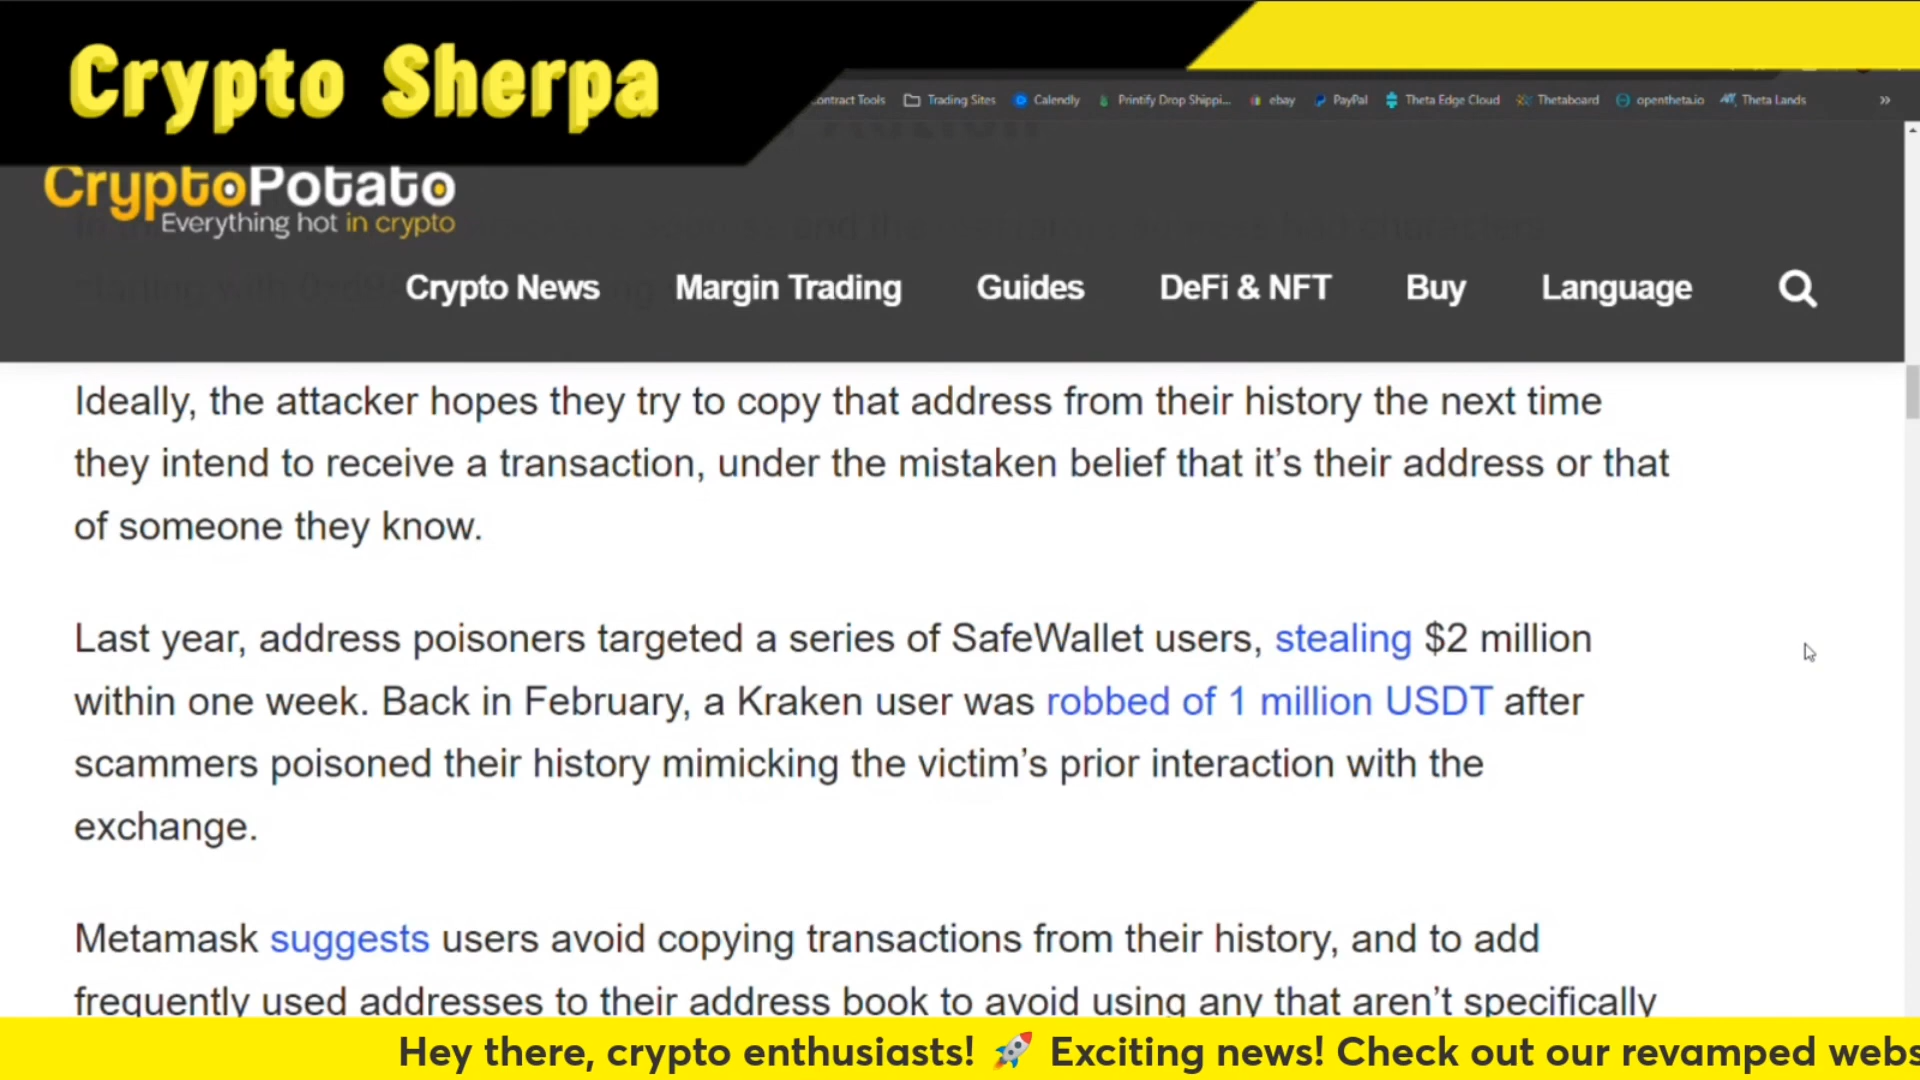 Crypto Sherpa
ontract Tools Trading Sites Calendly Printify Drop Shippi... ebay PayPal Theta Edge Cloud Thetaboard opentheta.io Theta Lands »
CryptoPotato
Everything hot in crypto
Crypto News Margin Trading Guides DeFi & NFT Buy Language
Ideally, the attacker hopes they try to copy that address from their history the next time
they intend to receive a transaction, under the mistaken belief that it’s their address or that
of someone they know.
Last year, address poisoners targeted a series of SafeWallet users, stealing $2 million
within one week. Back in February, a Kraken user was robbed of 1 million USDT after
scammers poisoned their history mimicking the victim’s prior interaction with the
exchange.
Metamask suggests users avoid copying transactions from their history, and to add
frequently used addresses to their address book to avoid using any that aren’t specifically
Hey there, crypto enthusiasts! 🚀 Exciting news! Check out our revamped webs